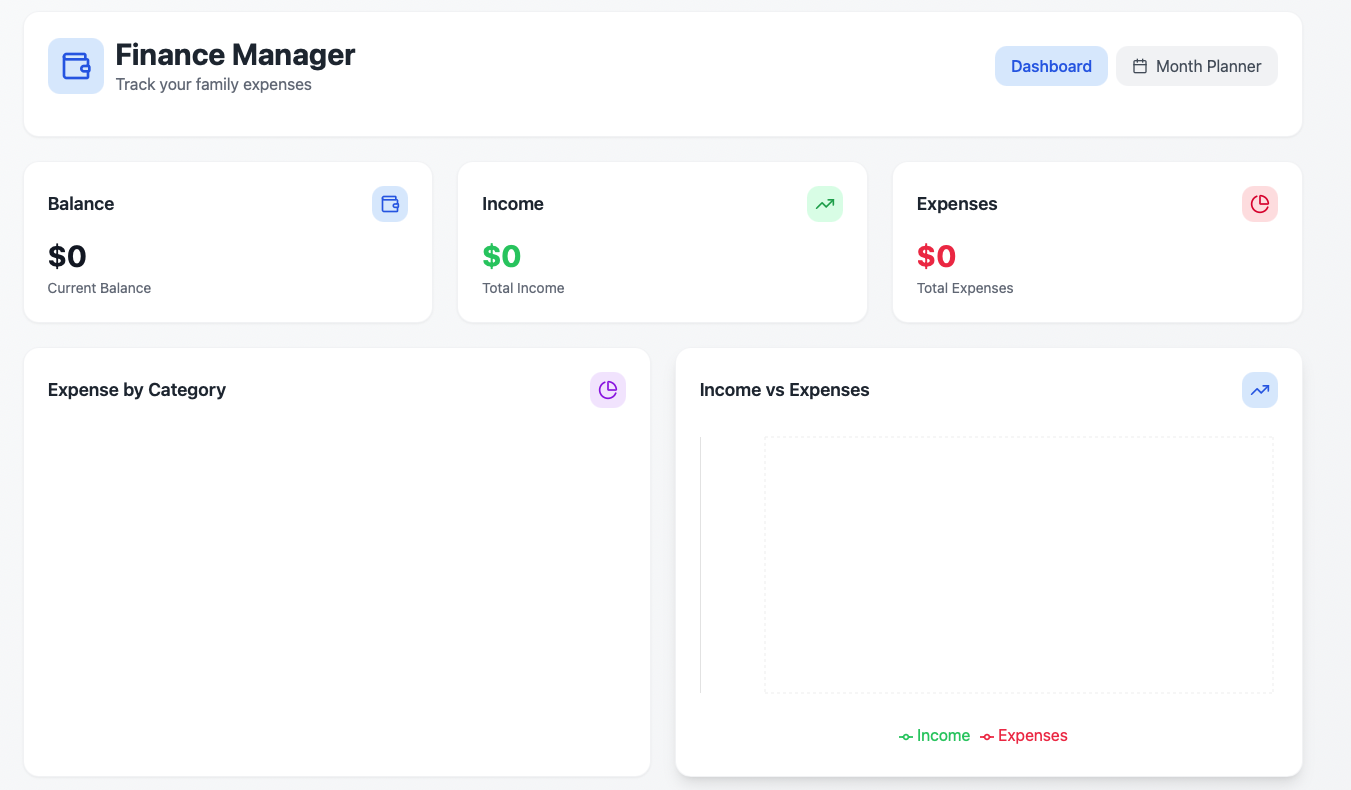 Finance Manager
Track your family expenses
Dashboard
Month Planner
Balance
$0
Current Balance
Income
$0
Total Income
Expenses
$0
Total Expenses
Expense by Category
Income vs Expenses
Income
Expenses